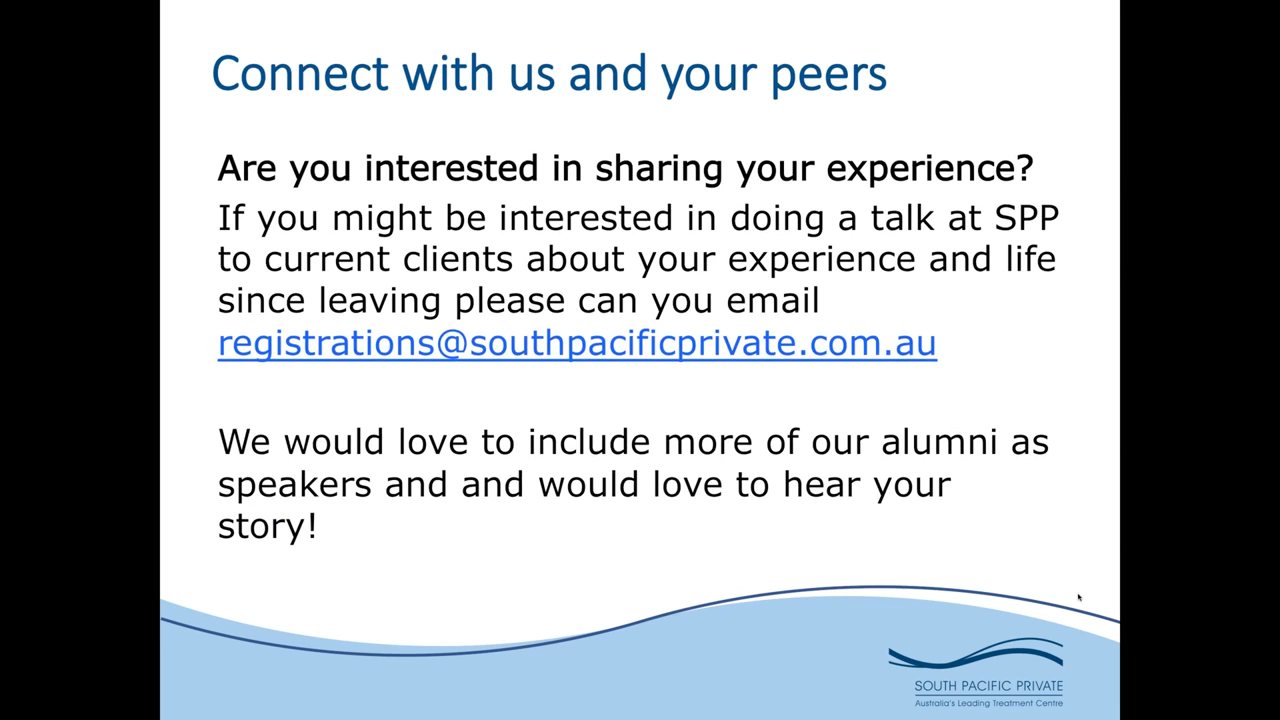 Connect with us and your peers
Are you interested in sharing your experience?
If you might be interested in doing a talk at SPP
to current clients about your experience and life
since leaving please can you email
registrations@southpacificprivate.com.au
We would love to include more of our alumni as
speakers and and would love to hear your
story!
SOUTH PACIFIC PRIVATE
Australia's Leading Treatment Centre